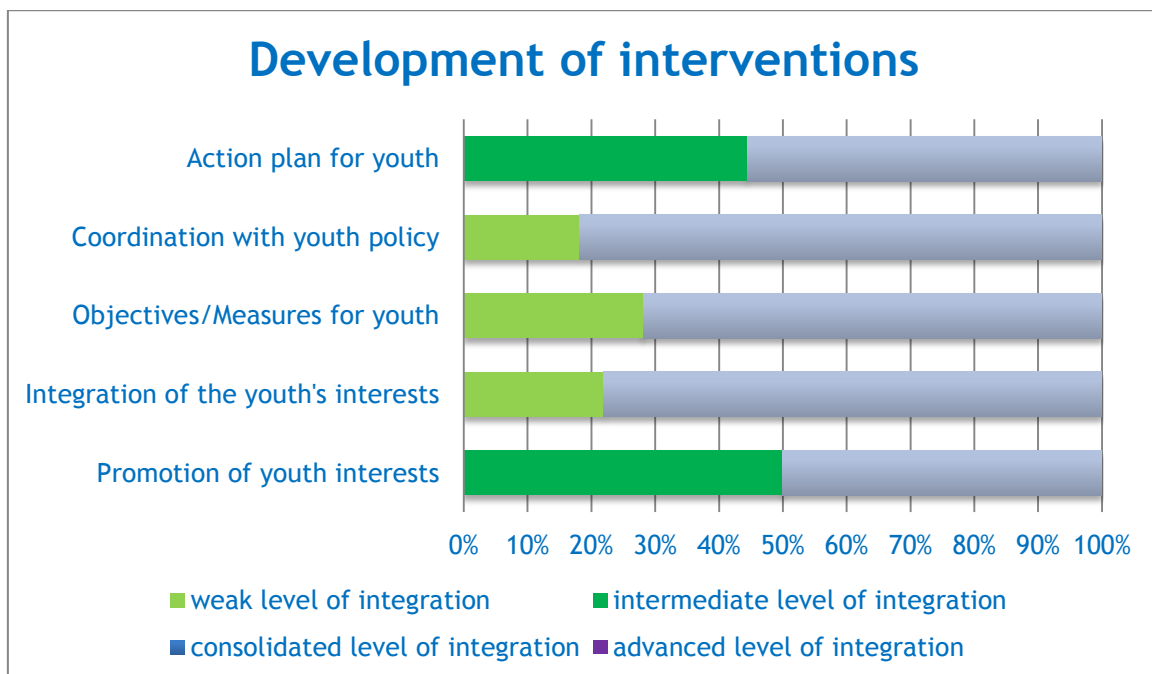 Development of interventions
Action plan for youth
Coordination with youth policy
Objectives/Measures for youth
Integration of the youth's interests
Promotion of youth interests
0% 10% 20% 30% 40% 50% 60% 70% 80% 90% 100%
weak level of integration intermediate level of integration
consolidated level of integration advanced level of integration